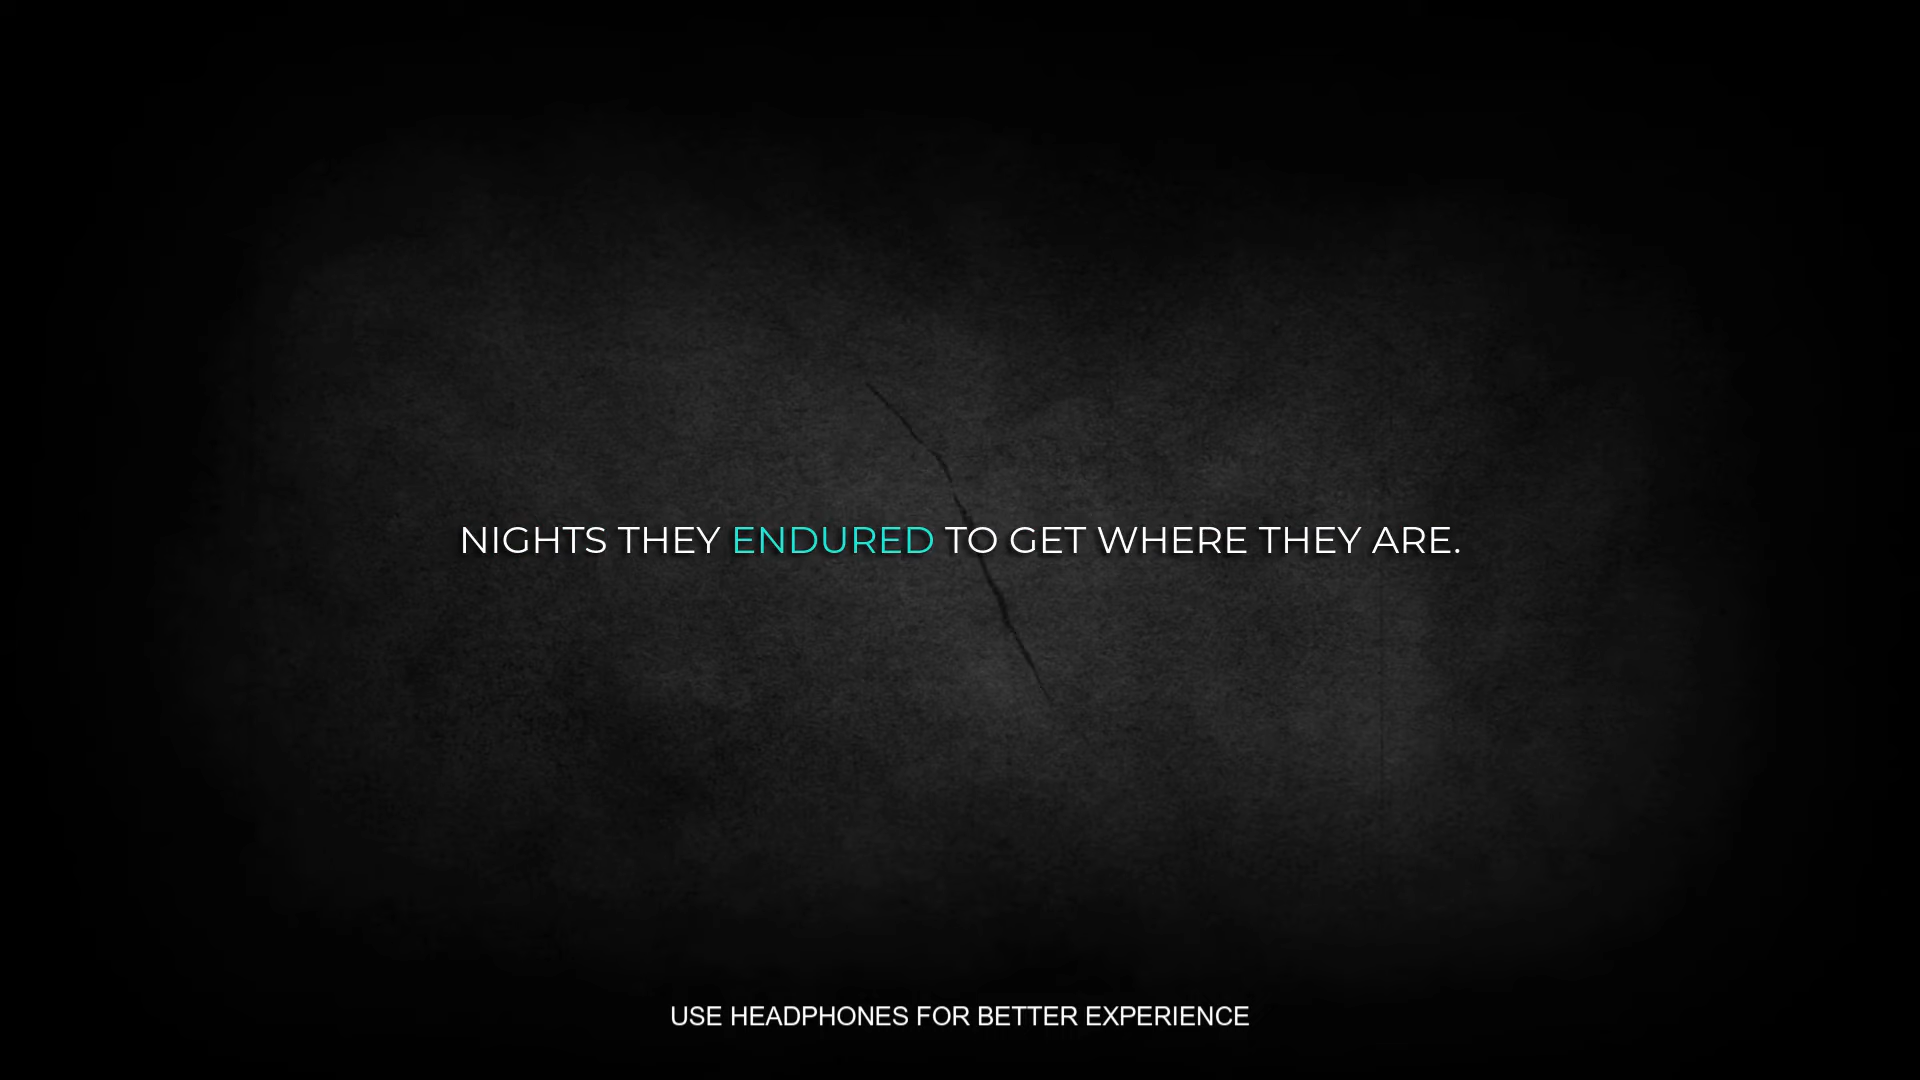 NIGHTS THEY ENDURED TO GET WHERE THEY ARE.
USE HEADPHONES FOR BETTER EXPERIENCE